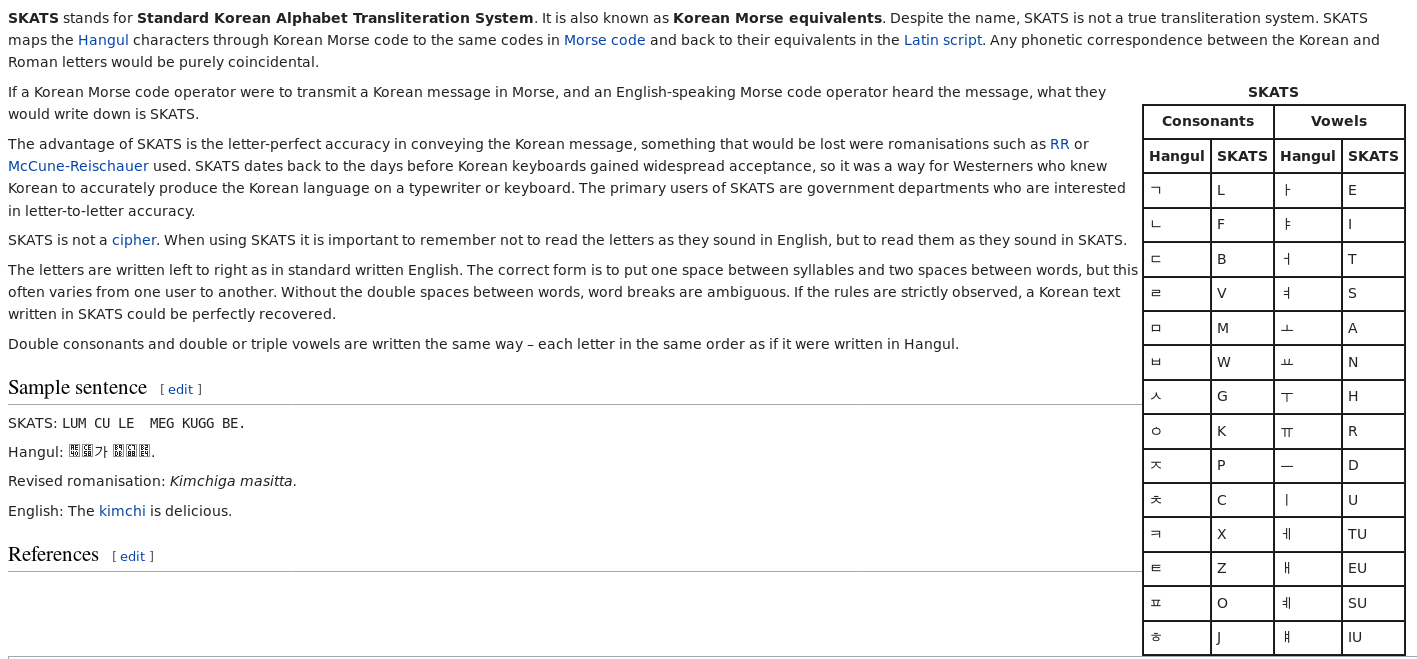 SKATS stands for Standard Korean Alphabet Transliteration System. It is also known as Korean Morse equivalents. Despite the name, SKATS is not a true transliteration system. SKATS
maps the Hangul characters through Korean Morse code to the same codes in Morse code and back to their equivalents in the Latin script. Any phonetic correspondence between the Korean and
Roman letters would be purely coincidental.
If a Korean Morse code operator were to transmit a Korean message in Morse, and an English-speaking Morse code operator heard the message, what they
would write down is SKATS.
The advantage of SKATS is the letter-perfect accuracy in conveying the Korean message, something that would be lost were romanisations such as RR or
McCune-Reischauer used. SKATS dates back to the days before Korean keyboards gained widespread acceptance, so it was a way for Westerners who knew
Korean to accurately produce the Korean language on a typewriter or keyboard. The primary users of SKATS are government departments who are interested
in letter-to-letter accuracy.
SKATS is not a cipher. When using SKATS it is important to remember not to read the letters as they sound in English, but to read them as they sound in SKATS.
The letters are written left to right as in standard written English. The correct form is to put one space between syllables and two spaces between words, but this
often varies from one user to another. Without the double spaces between words, word breaks are ambiguous. If the rules are strictly observed, a Korean text
written in SKATS could be perfectly recovered.
Double consonants and double or triple vowels are written the same way – each letter in the same order as if it were written in Hangul.
Sample sentence [ edit ]
SKATS: LUM CU LE  MEG KUGG BE.
Hangul: 가 .
Revised romanisation: Kimchiga masitta.
English: The kimchi is delicious.
References [ edit ]
SKATS
Consonants Vowels
Hangul SKATS Hangul SKATS
ㄱ L ㅏ E
ㄴ F ㅑ I
ㄷ B ㅓ T
ㄹ V ㅕ S
ㅁ M ㅗ A
ㅂ W ㅛ N
ㅅ G ㅜ H
ㅇ K ㅠ R
ㅈ P ㅡ D
ㅊ C ㅣ U
ㅋ X ㅔ TU
ㅌ Z ㅐ EU
ㅍ O ㅖ SU
ㅎ J ㅒ IU